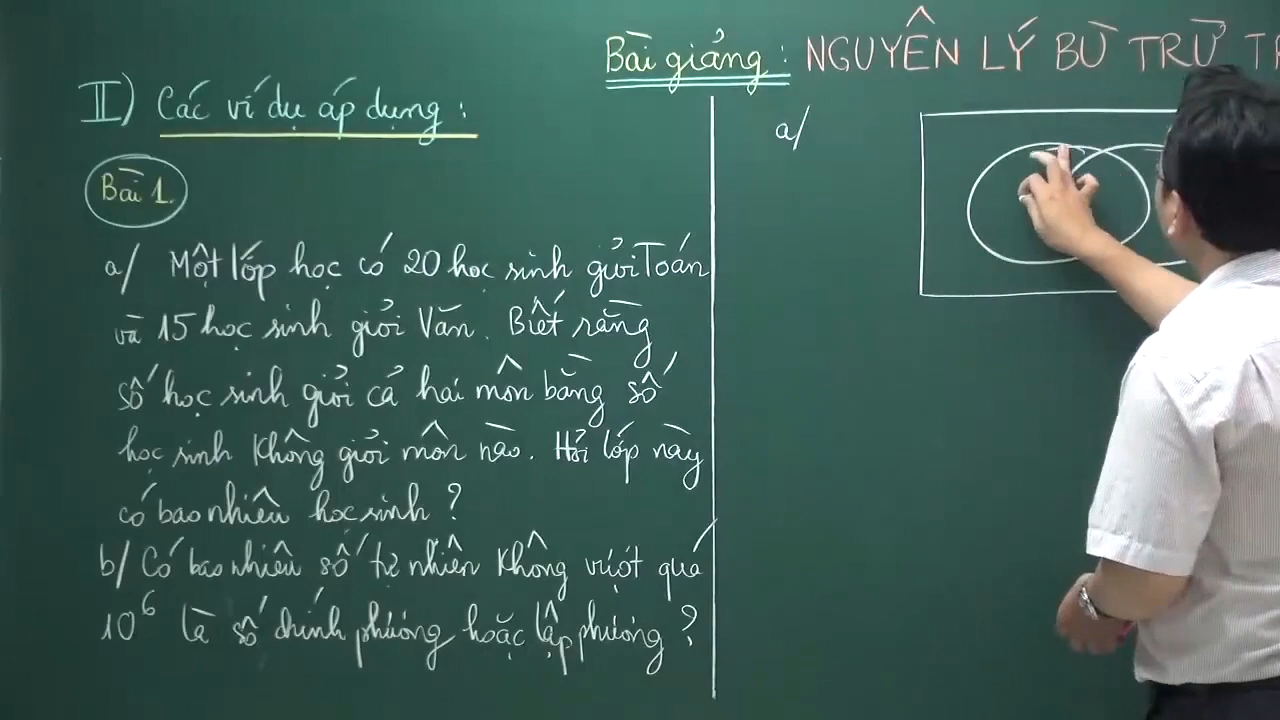 Bài giảng: NGUYÊN LÝ BÙ TRỪ
II) Các ví dụ áp dụng:
Bài 1.
a/ Một lớp học có 20 học sinh giỏi Toán
và 15 học sinh giỏi Văn. Biết rằng
số học sinh giỏi cả hai môn bằng số
học sinh không giỏi môn nào. Hỏi lớp này
có bao nhiêu học sinh?
b/ Có bao nhiêu số tự nhiên không vượt quá
10⁶ là số chính phương hoặc lập phương?
a/